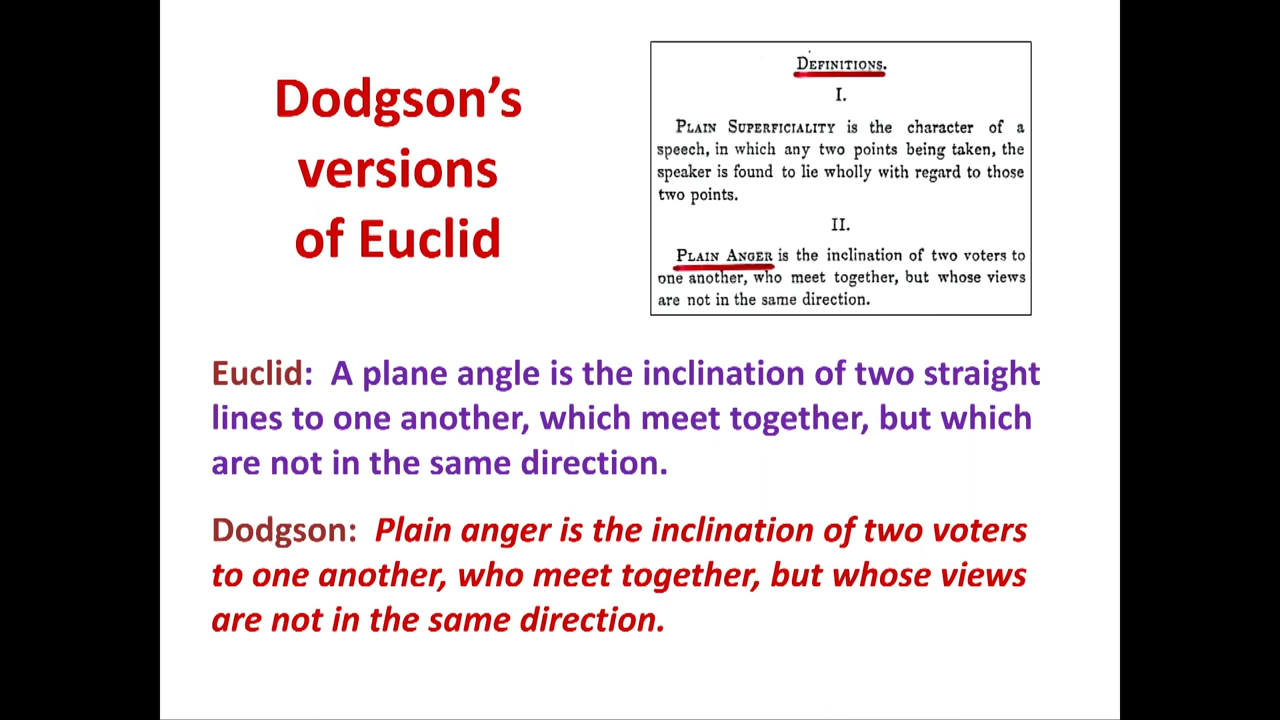 Dodgson’s
versions
of Euclid
DEFINITIONS.
I.
PLAIN SUPERFICIALITY is the character of a
speech, in which any two points being taken, the
speaker is found to lie wholly with regard to those
two points.
II.
PLAIN ANGER is the inclination of two voters to
one another, who meet together, but whose views
are not in the same direction.
Euclid: A plane angle is the inclination of two straight
lines to one another, which meet together, but which
are not in the same direction.
Dodgson: Plain anger is the inclination of two voters
to one another, who meet together, but whose views
are not in the same direction.